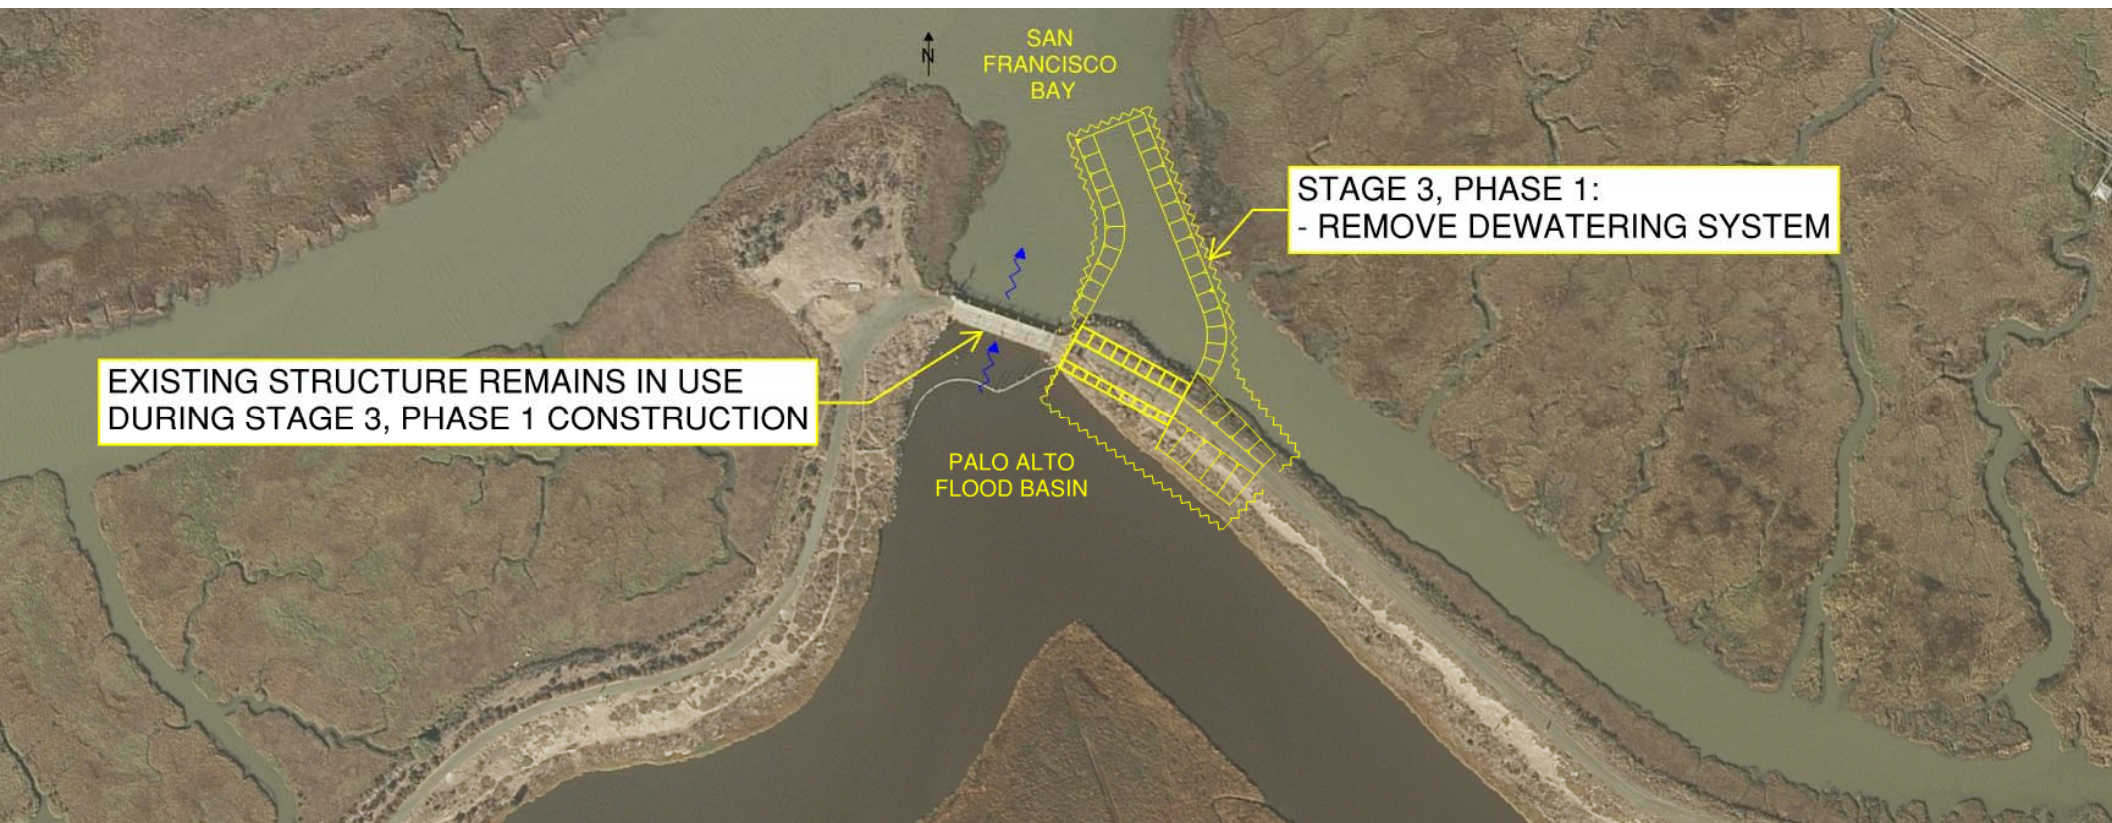 N
SAN
FRANCISCO
BAY
STAGE 3, PHASE 1:
- REMOVE DEWATERING SYSTEM
EXISTING STRUCTURE REMAINS IN USE
DURING STAGE 3, PHASE 1 CONSTRUCTION
PALO ALTO
FLOOD BASIN